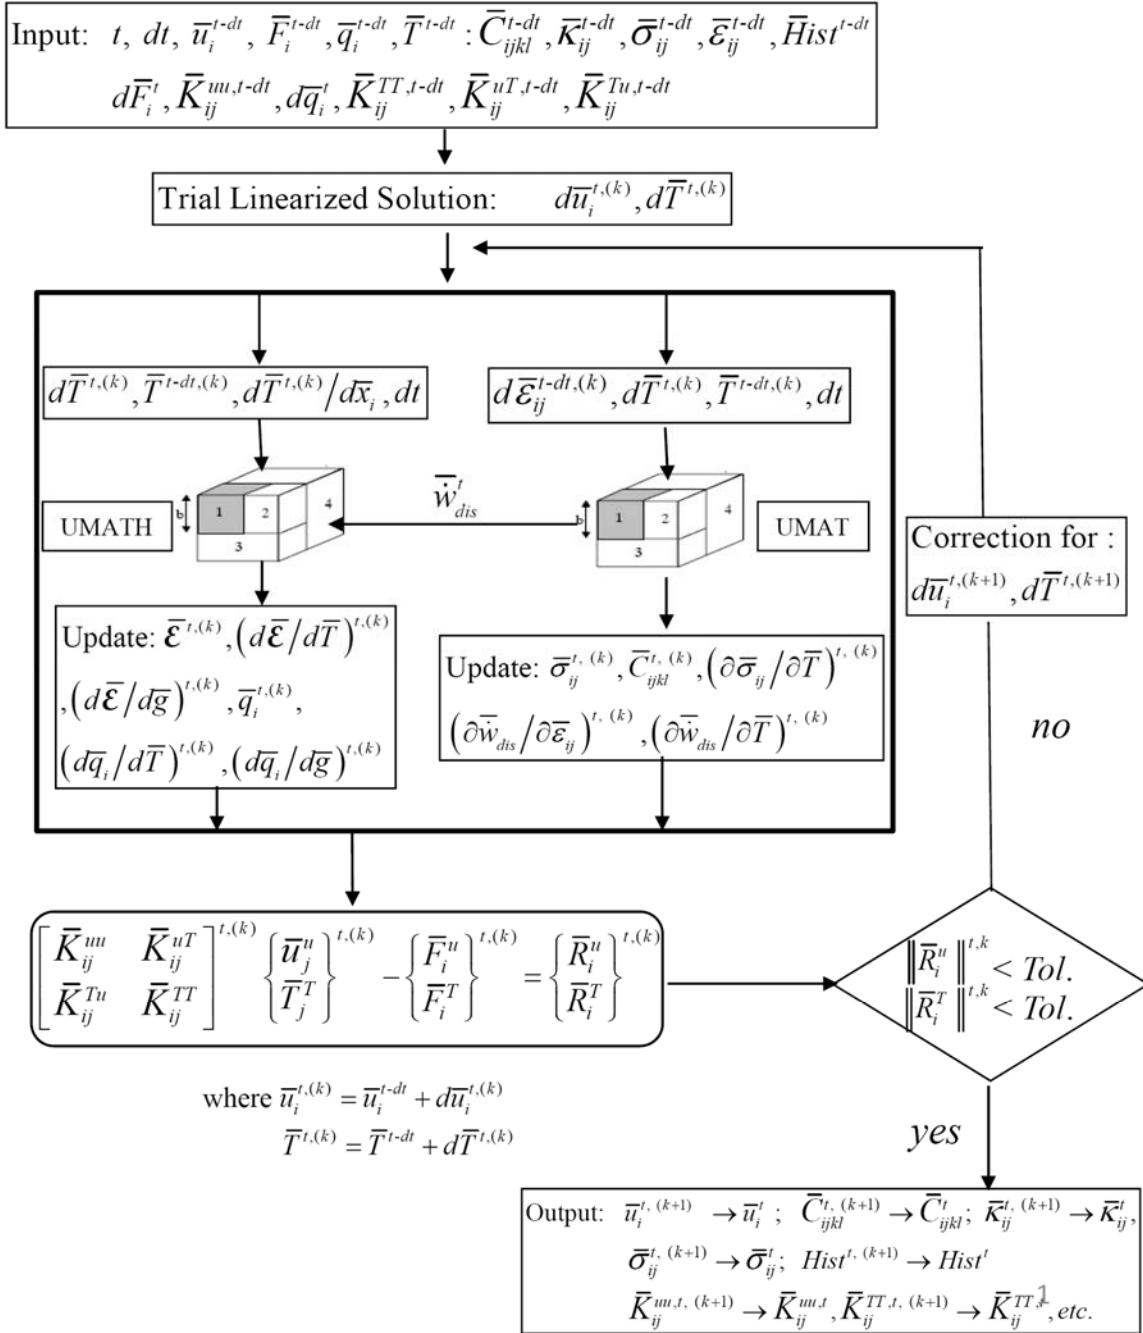 Input: t, dt, ū_i^{t-dt}, F̄_i^{t-dt}, q̄_i^{t-dt}, T̄^{t-dt} : C̄_{ijkl}^{t-dt}, κ̄_{ij}^{t-dt}, σ̄_{ij}^{t-dt}, ε̄_{ij}^{t-dt}, H̄ist^{t-dt}
dF̄_i^t, K̄_{ij}^{uu,t-dt}, dq̄_i^t, K̄_{ij}^{TT,t-dt}, K̄_{ij}^{uT,t-dt}, K̄_{ij}^{Tu,t-dt}
Trial Linearized Solution: dū_i^{t,(k)}, dT̄^{t,(k)}
dT̄^{t,(k)}, T̄^{t-dt,(k)}, dT̄^{t,(k)}/dx̄_i, dt
dε̄_{ij}^{t-dt,(k)}, dT̄^{t,(k)}, T̄^{t-dt,(k)}, dt
UMATH
b 1 2 3 4
w̄̇_{dis}^t
b 1 2 3 4
UMAT
Update: ℰ̄^{t,(k)}, (dℰ̄/dT̄)^{t,(k)}
, (dℰ̄/dḡ)^{t,(k)}, q̄_i^{t,(k)},
(dq̄_i/dT̄)^{t,(k)}, (dq̄_i/dḡ)^{t,(k)}
Update: σ̄_{ij}^{t, (k)}, C̄_{ijkl}^{t, (k)}, (∂σ̄_{ij}/∂T̄)^{t, (k)}
(∂w̄̇_{dis}/∂ε̄_{ij})^{t, (k)}, (∂w̄̇_{dis}/∂T̄)^{t, (k)}
Correction for :
dū_i^{t,(k+1)}, dT̄^{t,(k+1)}
no
[K̄_{ij}^{uu} K̄_{ij}^{uT}]^{t,(k)} {ū_j^u}^{t,(k)} - {F̄_i^u}^{t,(k)} = {R̄_i^u}^{t,(k)}
[K̄_{ij}^{Tu} K̄_{ij}^{TT}] {T̄_j^T} {F̄_i^T} {R̄_i^T}
‖R̄_i^u‖^{t,k} < Tol.
‖R̄_i^T‖^{t,k} < Tol.
where ū_i^{t,(k)} = ū_i^{t-dt} + dū_i^{t,(k)}
T̄^{t,(k)} = T̄^{t-dt} + dT̄^{t,(k)}
yes
Output: ū_i^{t, (k+1)} → ū_i^t ; C̄_{ijkl}^{t, (k+1)} → C̄_{ijkl}^t; κ̄_{ij}^{t, (k+1)} → κ̄_{ij}^t,
σ̄_{ij}^{t, (k+1)} → σ̄_{ij}^t; Hist^{t, (k+1)} → Hist^t
K̄_{ij}^{uu,t, (k+1)} → K̄_{ij}^{uu,t}, K̄_{ij}^{TT,t, (k+1)} → K̄_{ij}^{TT,t}, etc.
1